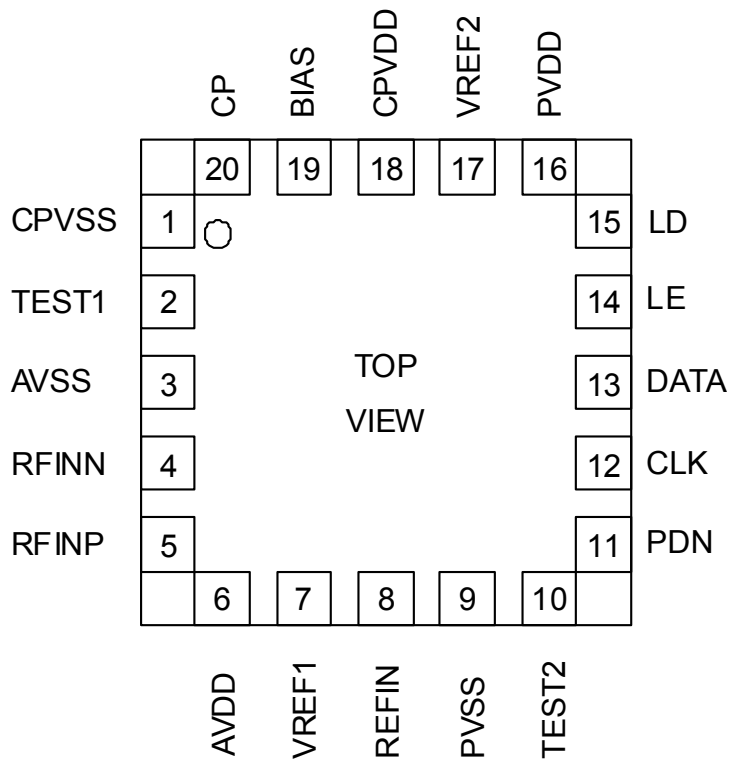 CP
BIAS
CPVDD
VREF2
PVDD
20 19 18 17 16
CPVSS 1 15 LD
TEST1 2 14 LE
AVSS 3 TOP 13 DATA
VIEW
RFINN 4 12 CLK
RFINP 5 11 PDN
6 7 8 9 10
AVDD
VREF1
REFIN
PVSS
TEST2